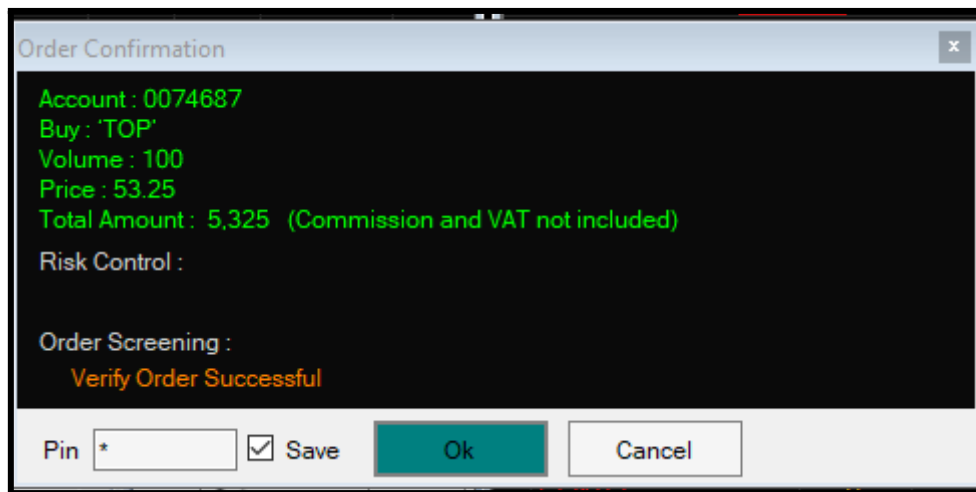 Order Confirmation
x
Account : 0074687
Buy : 'TOP'
Volume : 100
Price : 53.25
Total Amount : 5,325 (Commission and VAT not included)
Risk Control :
Order Screening :
Verify Order Successful
Pin * Save Ok Cancel